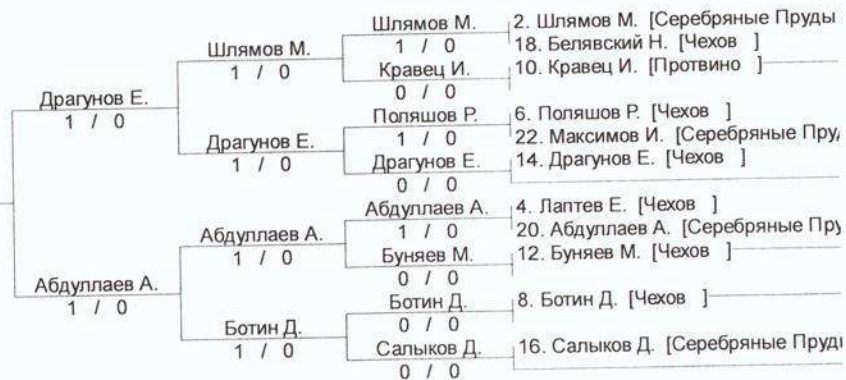 Шлямов М.
1 / 0
2. Шлямов М. [Серебряные Пруды
18. Белявский Н. [Чехов ]
Шлямов М.
1 / 0
Кравец И.
0 / 0
10. Кравец И. [Протвино ]
Драгунов Е.
1 / 0
Поляшов Р.
1 / 0
6. Поляшов Р. [Чехов ]
22. Максимов И. [Серебряные Пру
Драгунов Е.
1 / 0
Драгунов Е.
0 / 0
14. Драгунов Е. [Чехов ]
Абдуллаев А.
1 / 0
4. Лаптев Е. [Чехов ]
20. Абдуллаев А. [Серебряные Пру
Абдуллаев А.
1 / 0
Буняев М.
0 / 0
12. Буняев М. [Чехов ]
Абдуллаев А.
1 / 0
Ботин Д.
0 / 0
8. Ботин Д. [Чехов ]
Ботин Д.
1 / 0
Салыков Д.
0 / 0
16. Салыков Д. [Серебряные Пруды